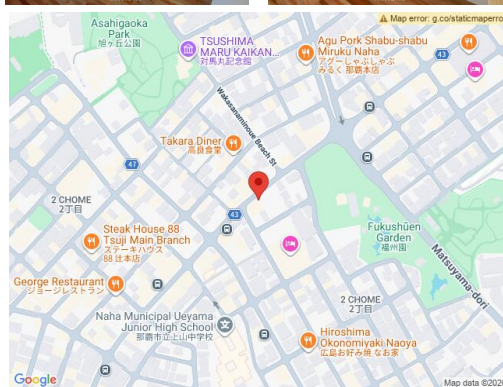 Map error: g.co/staticmaperro
Asahigaoka
Park
旭ヶ丘公園
TSUSHIMA
MARU KAIKAN...
対馬丸記念館
Agu Pork Shabu-shabu
Mirukū Naha
アグーしゃぶしゃぶ
みるく 那覇本店
43
Wakasanaminoue Beach St
Takara Diner
高良食堂
47
2 CHOME
2丁目
43
Steak House 88
Tsuji Main Branch
ステーキハウス
88 辻本店
Fukushūen
Garden
福州園
Matsuyama-dori
George Restaurant
ジョージレストラン
Naha Municipal Ueyama
Junior High School
那覇市立上山中学校
2 CHOME
2丁目
Hiroshima
Okonomiyaki Naoya
広島お好み焼 なお家
Google
Map data ©202